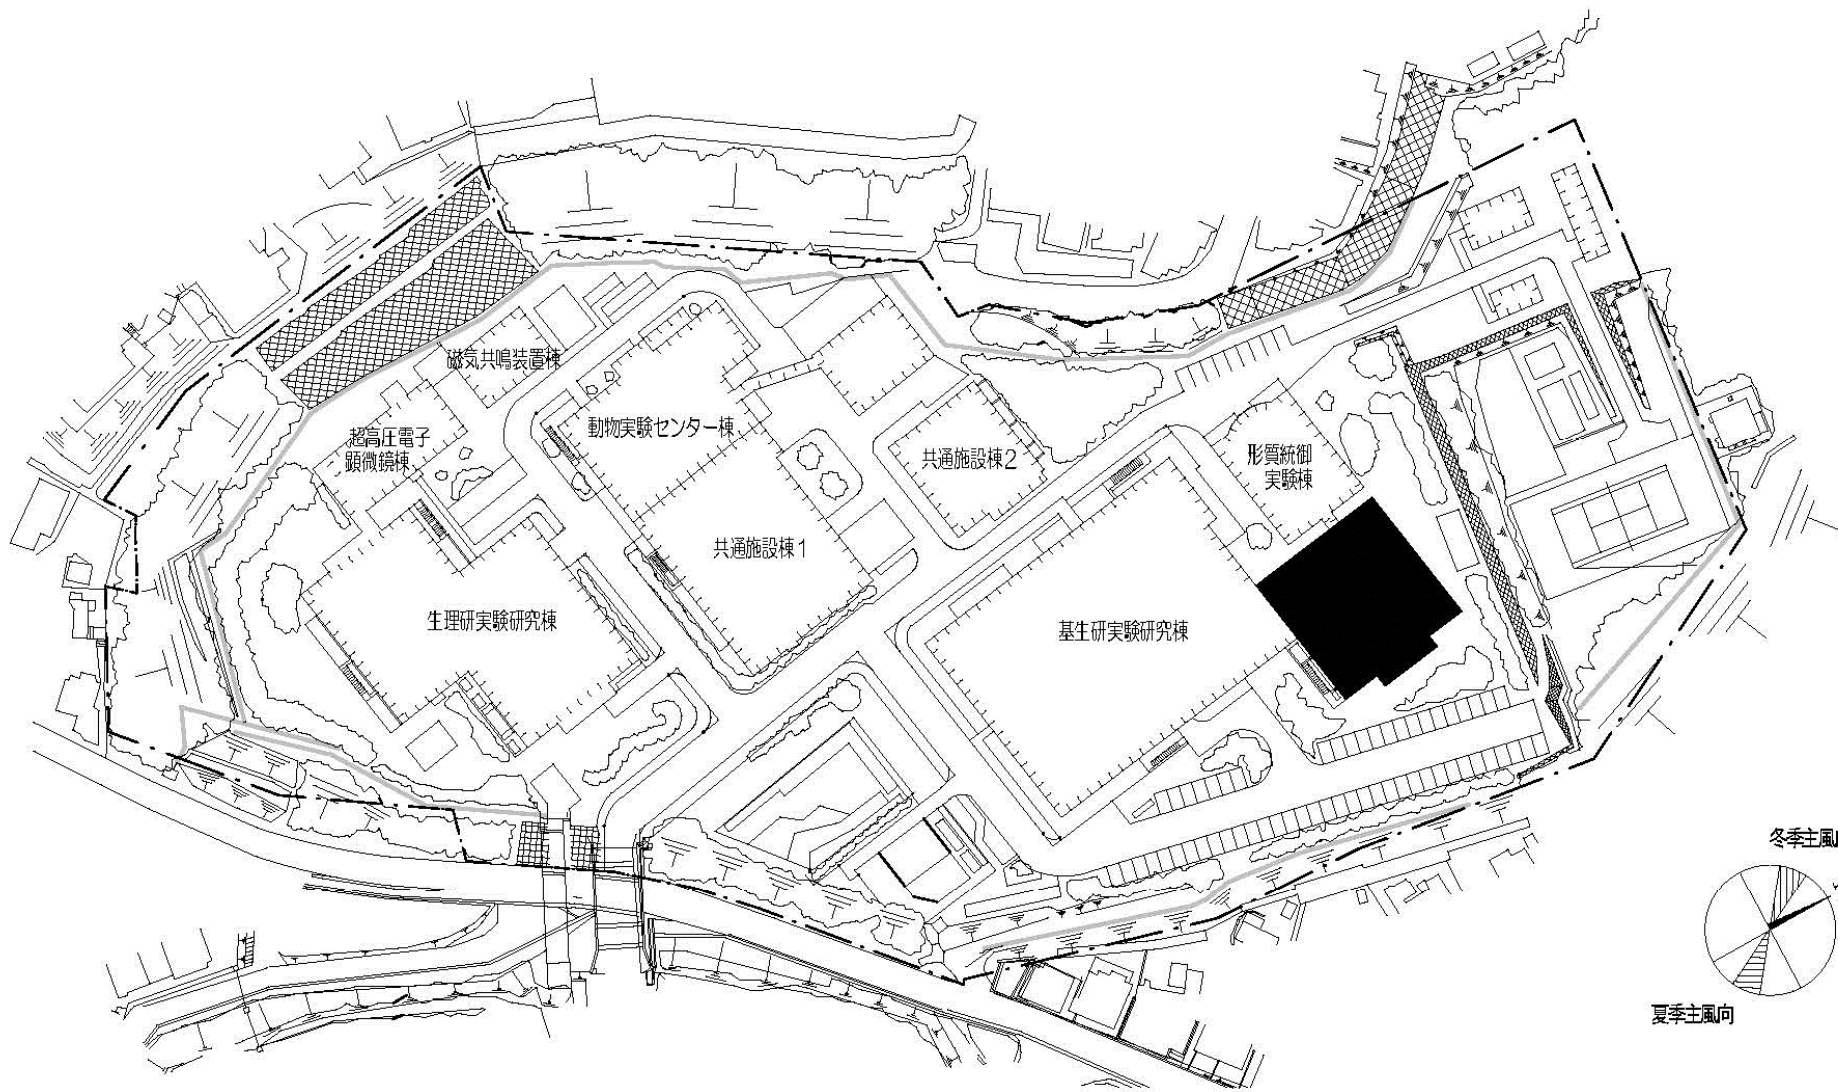 磁気共鳴装置棟
動物実験センター棟
超高圧電子
顕微鏡棟
共通施設棟2
形質統御
実験棟
共通施設棟1
生理研実験研究棟
基生研実験研究棟
冬季主風向
夏季主風向